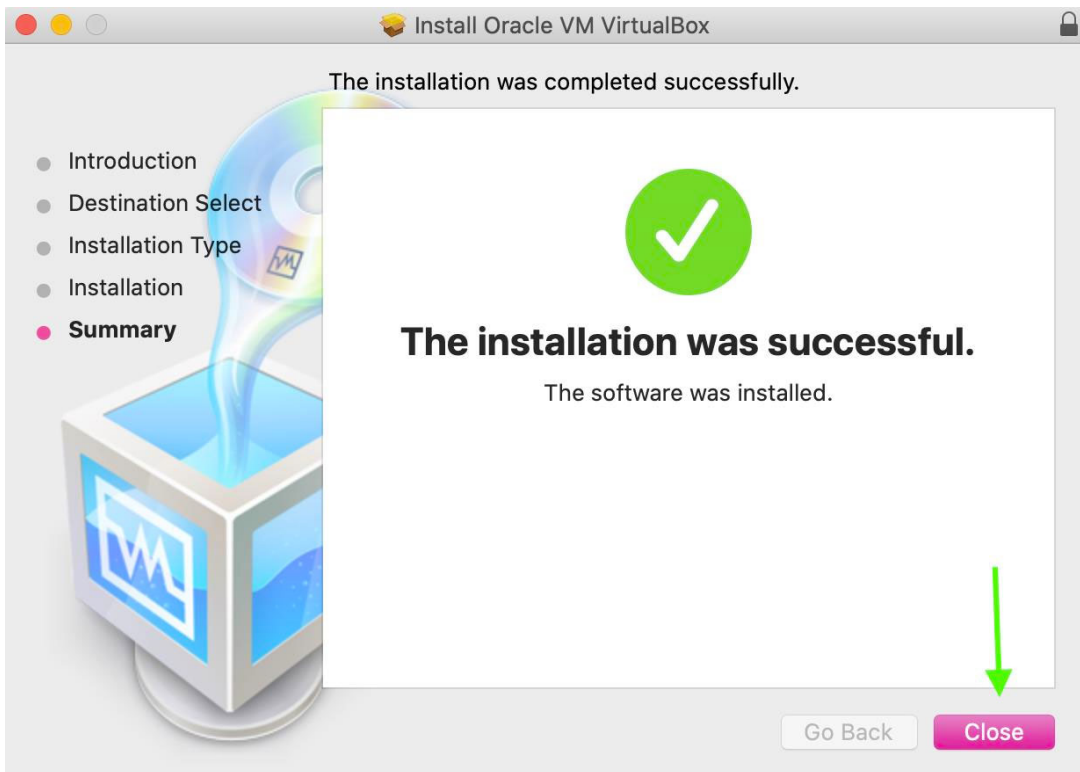 Install Oracle VM VirtualBox
The installation was completed successfully.
Introduction
Destination Select
Installation Type
Installation
Summary
The installation was successful.
The software was installed.
Go Back
Close